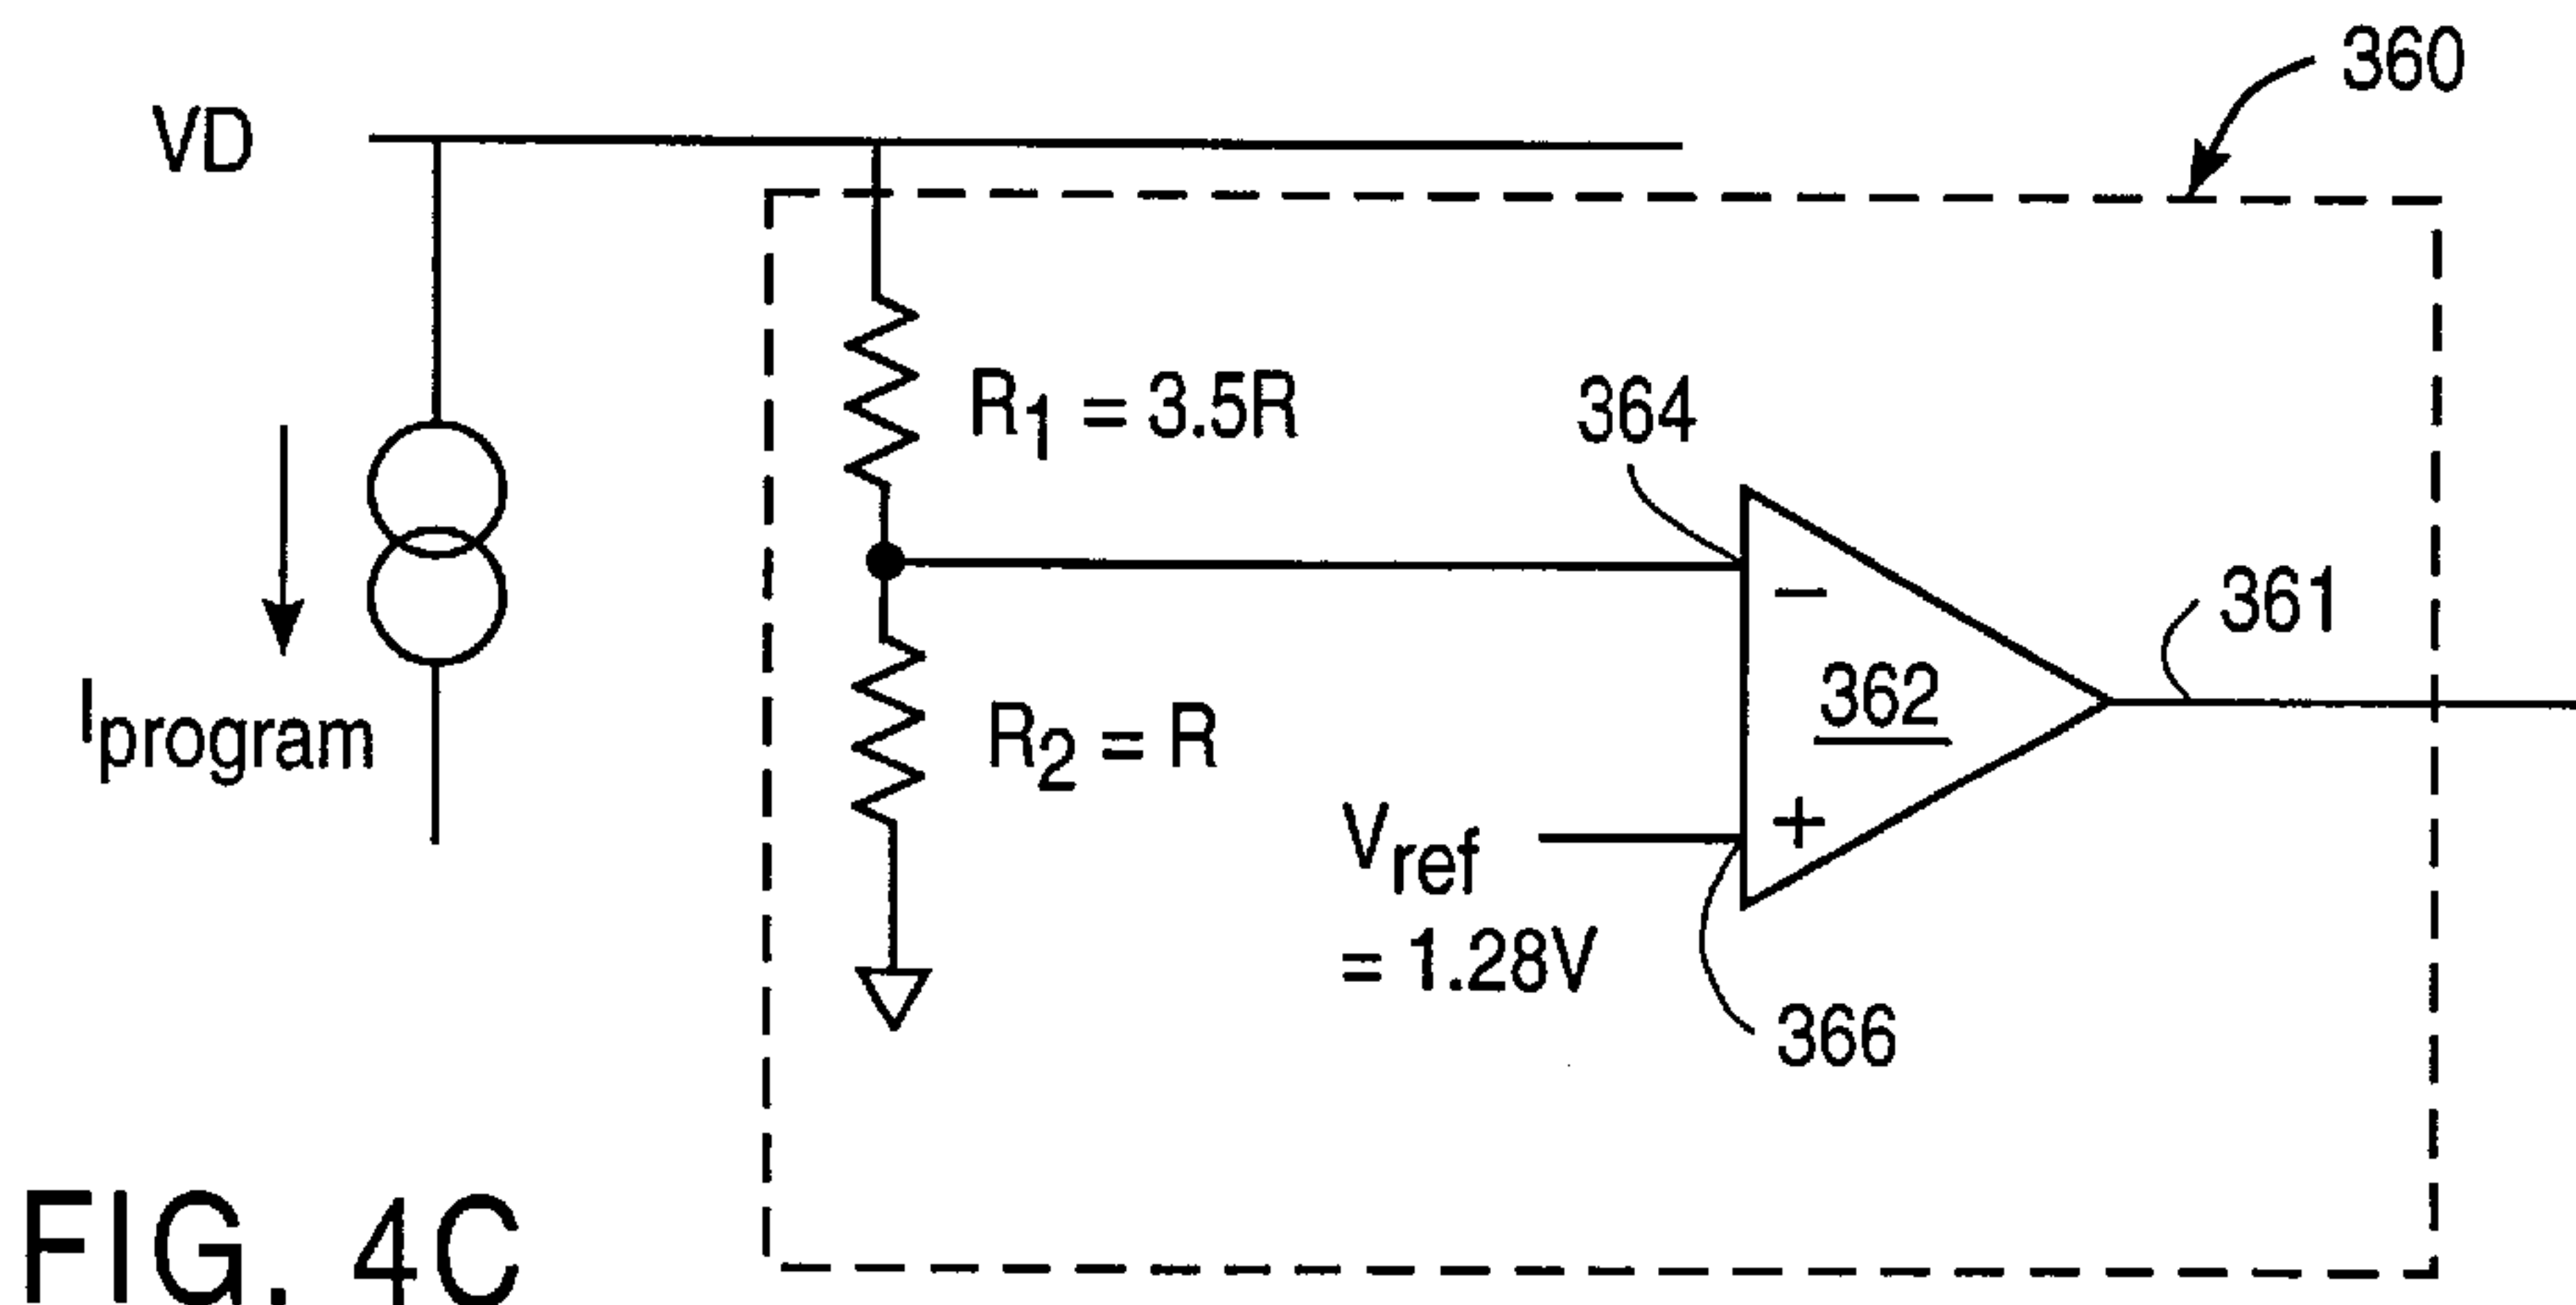 360
VD
R1 = 3.5R
364
−
361
Iprogram
R2 = R
362
+
Vref
= 1.28V
366
FIG. 4C